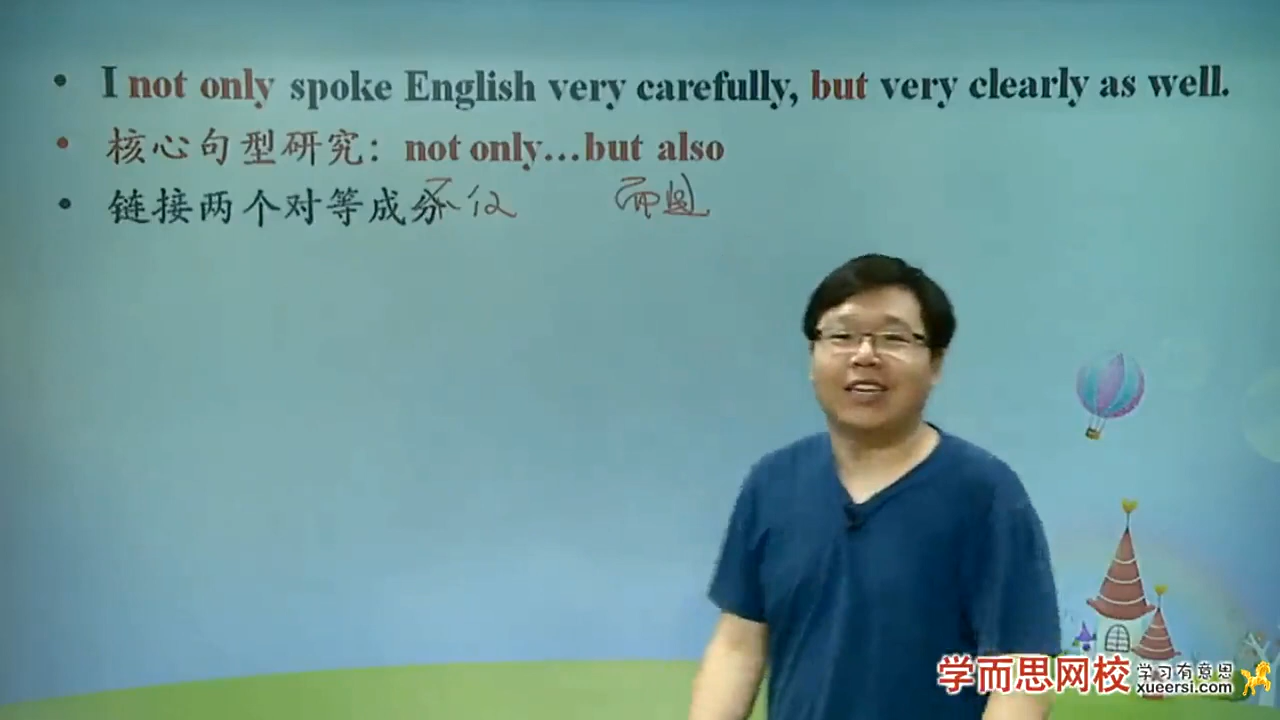 • I not only spoke English very carefully, but very clearly as well.
• 核心句型研究：not only...but also
• 链接两个对等成分
不仅 而且
学而思网校
学习有意思
xueersi.com